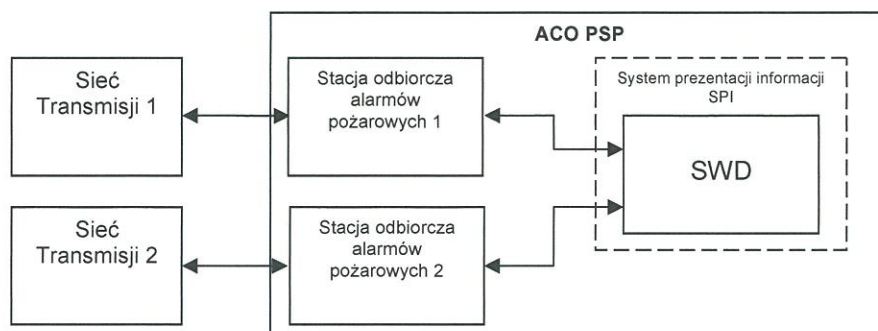 ACO PSP
Sieć
Transmisji 1
Stacja odbiorcza
alarmów
pożarowych 1
System prezentacji informacji
SPI
SWD
Sieć
Transmisji 2
Stacja odbiorcza
alarmów
pożarowych 2